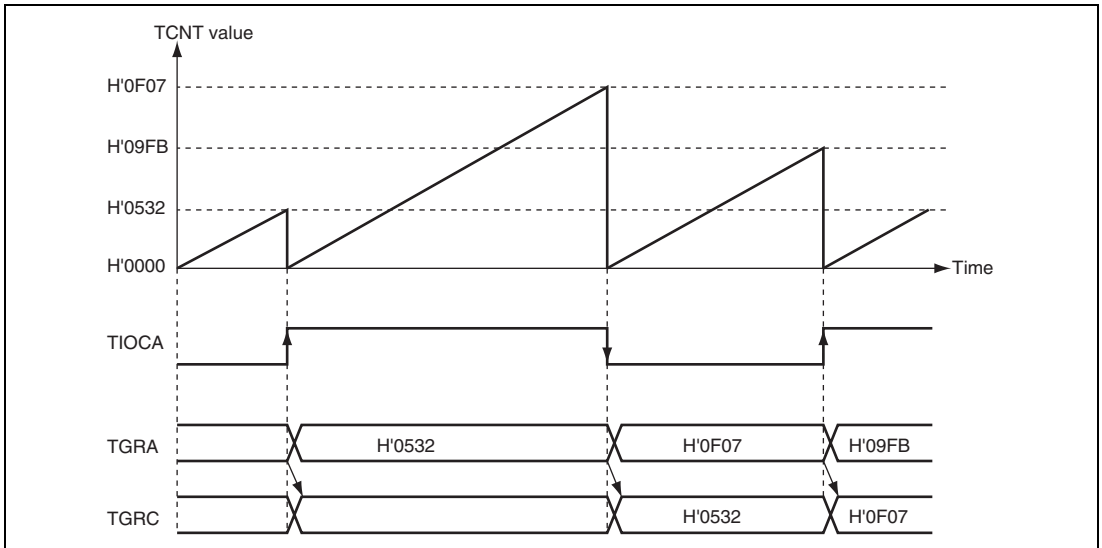 TCNT value
H'0F07
H'09FB
H'0532
H'0000
Time
TIOCA
TGRA
H'0532
H'0F07
H'09FB
TGRC
H'0532
H'0F07